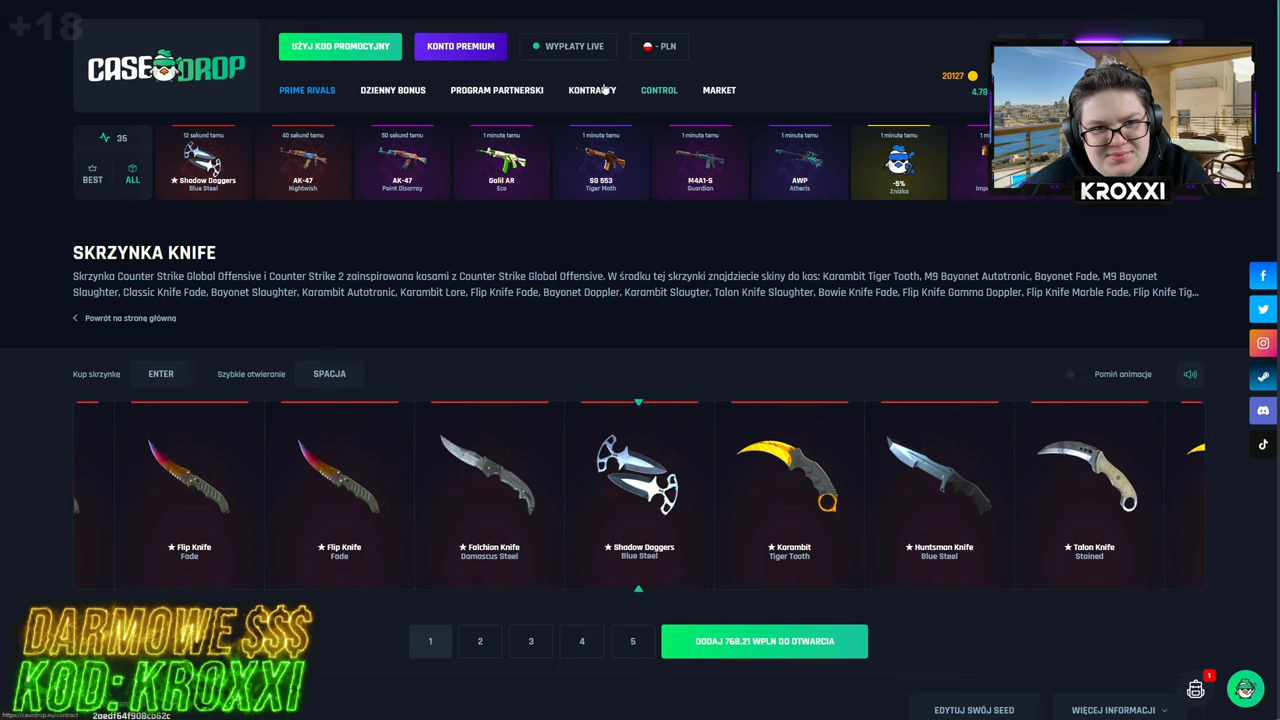 +18
CASEDROP
UŻYJ KOD PROMOCYJNY
KONTO PREMIUM
WYPŁATY LIVE
- PLN
20127
4.78
PRIME RIVALS
DZIENNY BONUS
PROGRAM PARTNERSKI
KONTRAKTY
CONTROL
MARKET
KROXXI
35
BEST
ALL
12 sekund temu
★ Shadow Daggers
Blue Steel
40 sekund temu
AK-47
Nightwish
50 sekund temu
AK-47
Point Disarray
1 minutę temu
Galil AR
Eco
1 minutę temu
SG 553
Tiger Moth
1 minutę temu
M4A1-S
Guardian
1 minutę temu
AWP
Atheris
1 minutę temu
-5%
Zniżka
SKRZYNKA KNIFE
Skrzynka Counter Strike Global Offensive i Counter Strike 2 zainspirowana kosami z Counter Strike Global Offensive. W środku tej skrzynki znajdziecie skiny do kos: Karambit Tiger Tooth, M9 Bayonet Autotronic, Bayonet Fade, M9 Bayonet
Slaughter, Classic Knife Fade, Bayonet Slaughter, Karambit Autotronic, Karambit Lore, Flip Knife Fade, Bayonet Doppler, Karambit Slaugter, Talon Knife Slaughter, Bowie Knife Fade, Flip Knife Gamma Doppler, Flip Knife Marble Fade, Flip Knife Tig...
Powrót na stronę główną
Kup skrzynkę
ENTER
Szybkie otwieranie
SPACJA
Pomiń animacje
★ Flip Knife
Fade
★ Flip Knife
Fade
★ Falchion Knife
Damascus Steel
★ Shadow Daggers
Blue Steel
★ Karambit
Tiger Tooth
★ Huntsman Knife
Blue Steel
★ Talon Knife
Stained
DARMOWE $$$
KOD: KROXXI
1
2
3
4
5
DODAJ 768.21 WPLN DO OTWARCIA
1
https://casedrop.eu/contract
2aedf64f908cb62c
EDYTUJ SWÓJ SEED
WIĘCEJ INFORMACJI